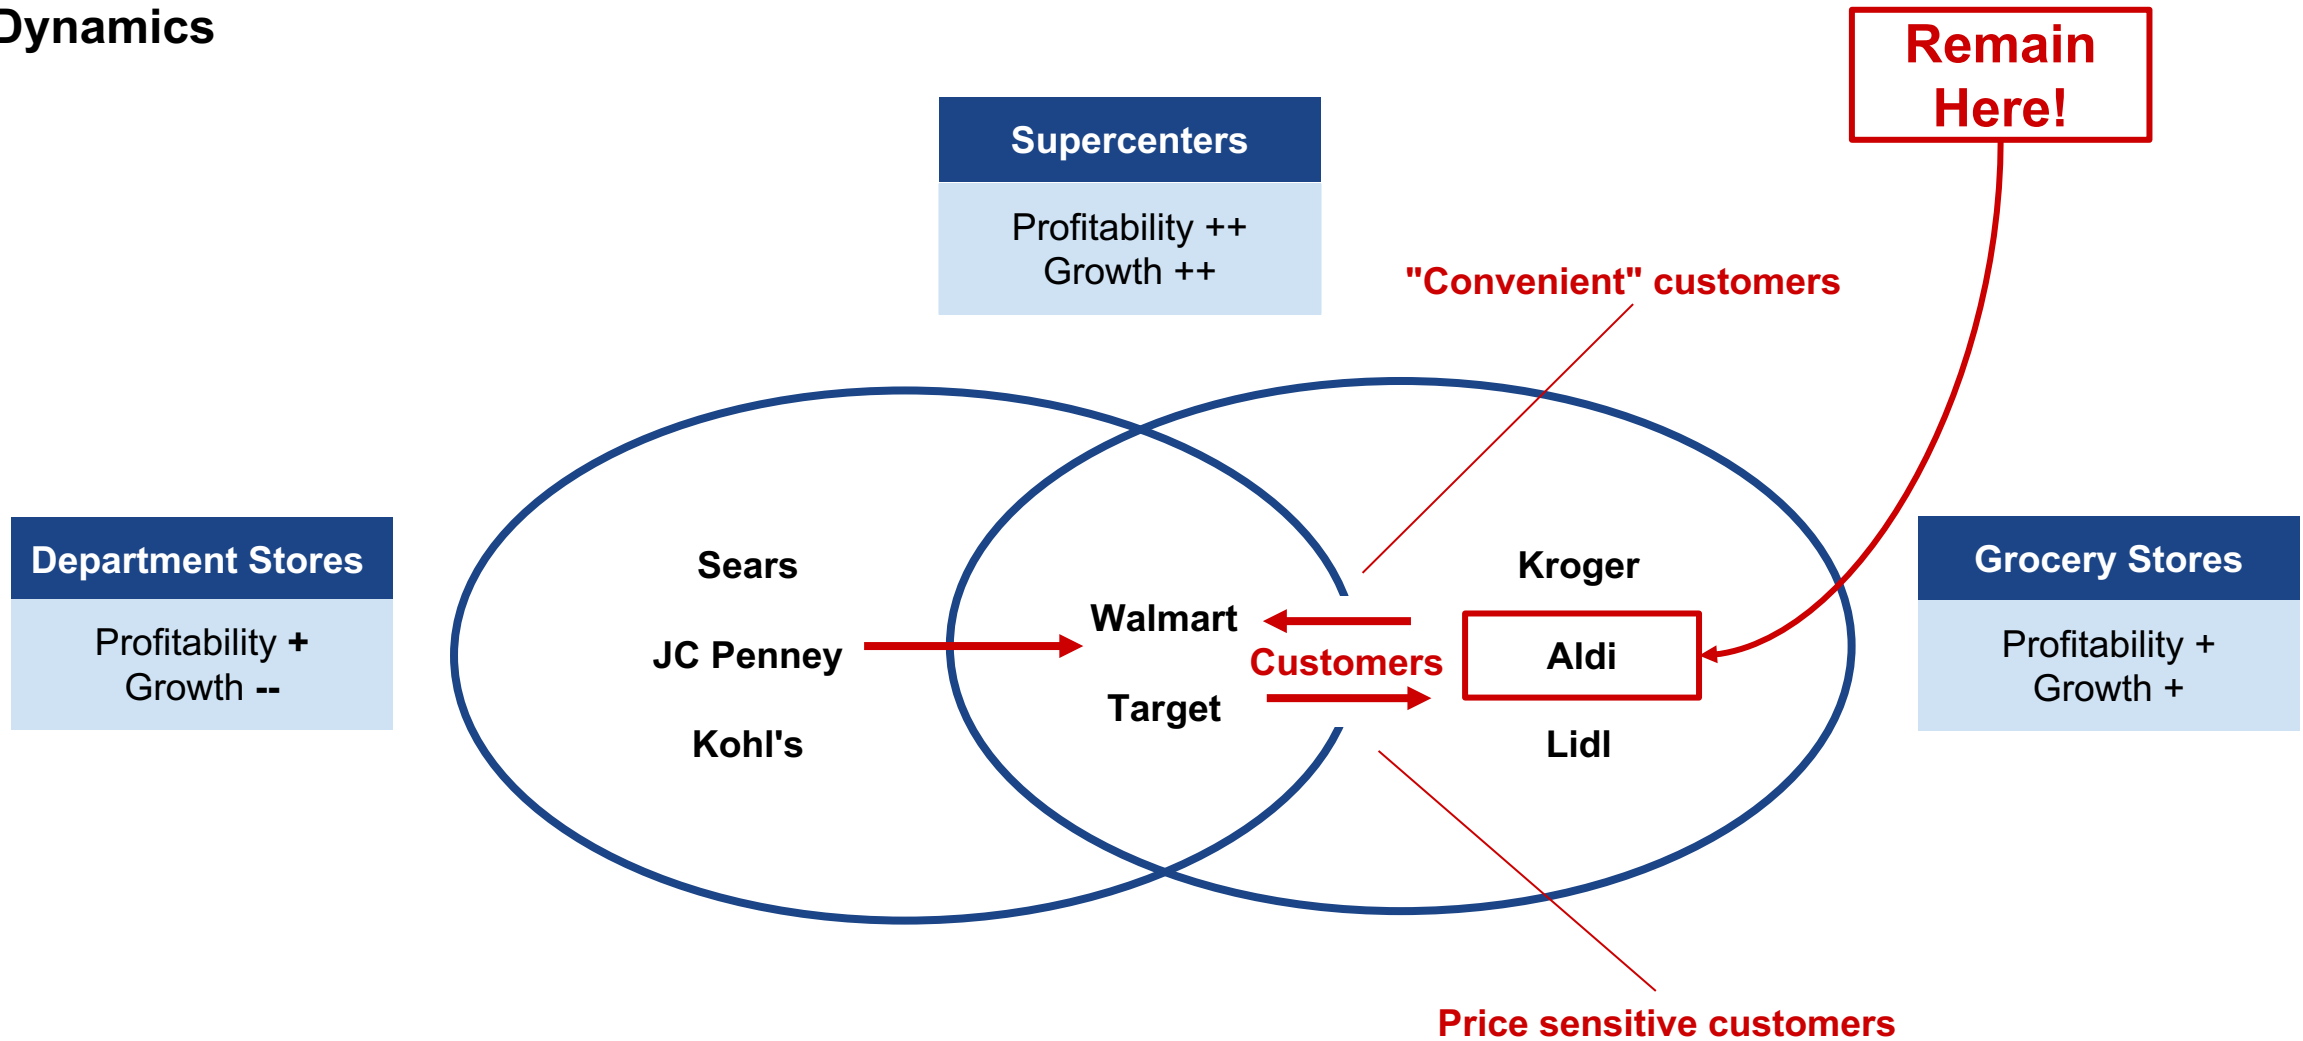 Dynamics
Remain
Here!
Supercenters
Profitability ++
Growth ++
"Convenient" customers
Department Stores
Profitability +
Growth --
Sears
JC Penney
Kohl's
Walmart
Target
Customers
Kroger
Aldi
Lidl
Grocery Stores
Profitability +
Growth +
Price sensitive customers